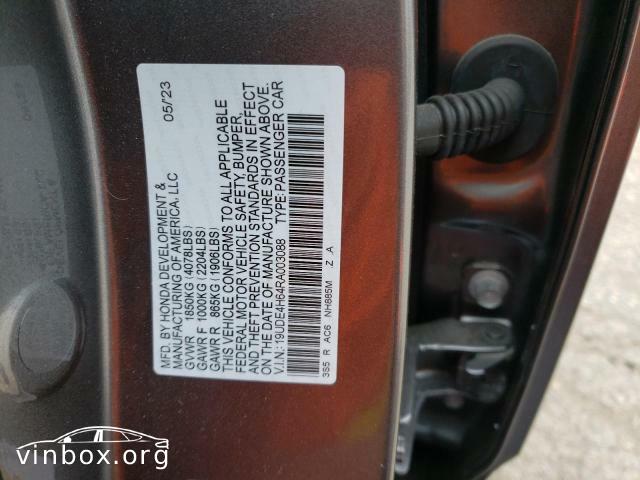 MFD. BY HONDA DEVELOPMENT & 05/'23
MANUFACTURING OF AMERICA, LLC
GVWR 1850KG (4078LBS)
GAWR F 1000KG (2204LBS)
GAWR R 865KG (1906LBS)
THIS VEHICLE CONFORMS TO ALL APPLICABLE
FEDERAL MOTOR VEHICLE SAFETY, BUMPER,
AND THEFT PREVENTION STANDARDS IN EFFECT
ON THE DATE OF MANUFACTURE SHOWN ABOVE.
V.I.N.: 19UDE4H64RA003088 TYPE: PASSENGER CAR
3S5 R AC6 NH885M Z A
vinbox.org